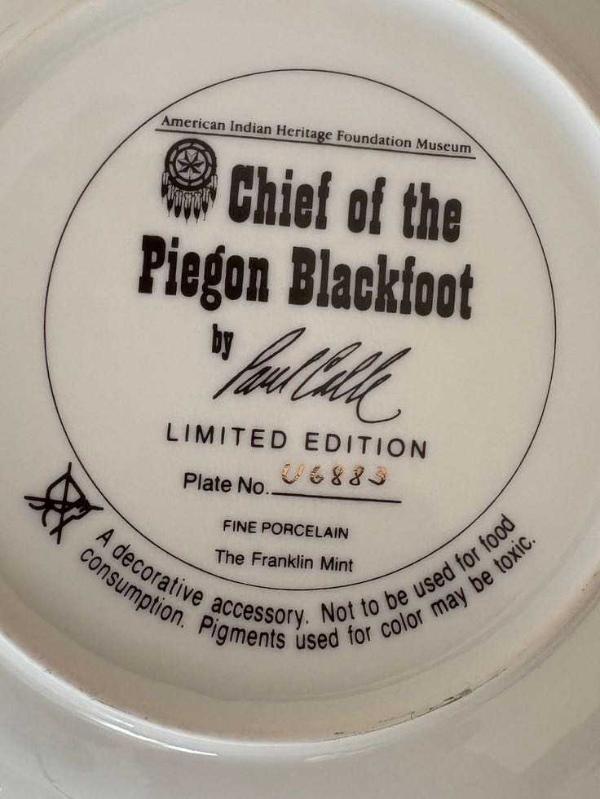 American Indian Heritage Foundation Museum
Chief of the
Piegon Blackfoot
by Paul Calle
LIMITED EDITION
Plate No. U6883
FINE PORCELAIN
The Franklin Mint
A decorative accessory. Not to be used for food
consumption. Pigments used for color may be toxic.